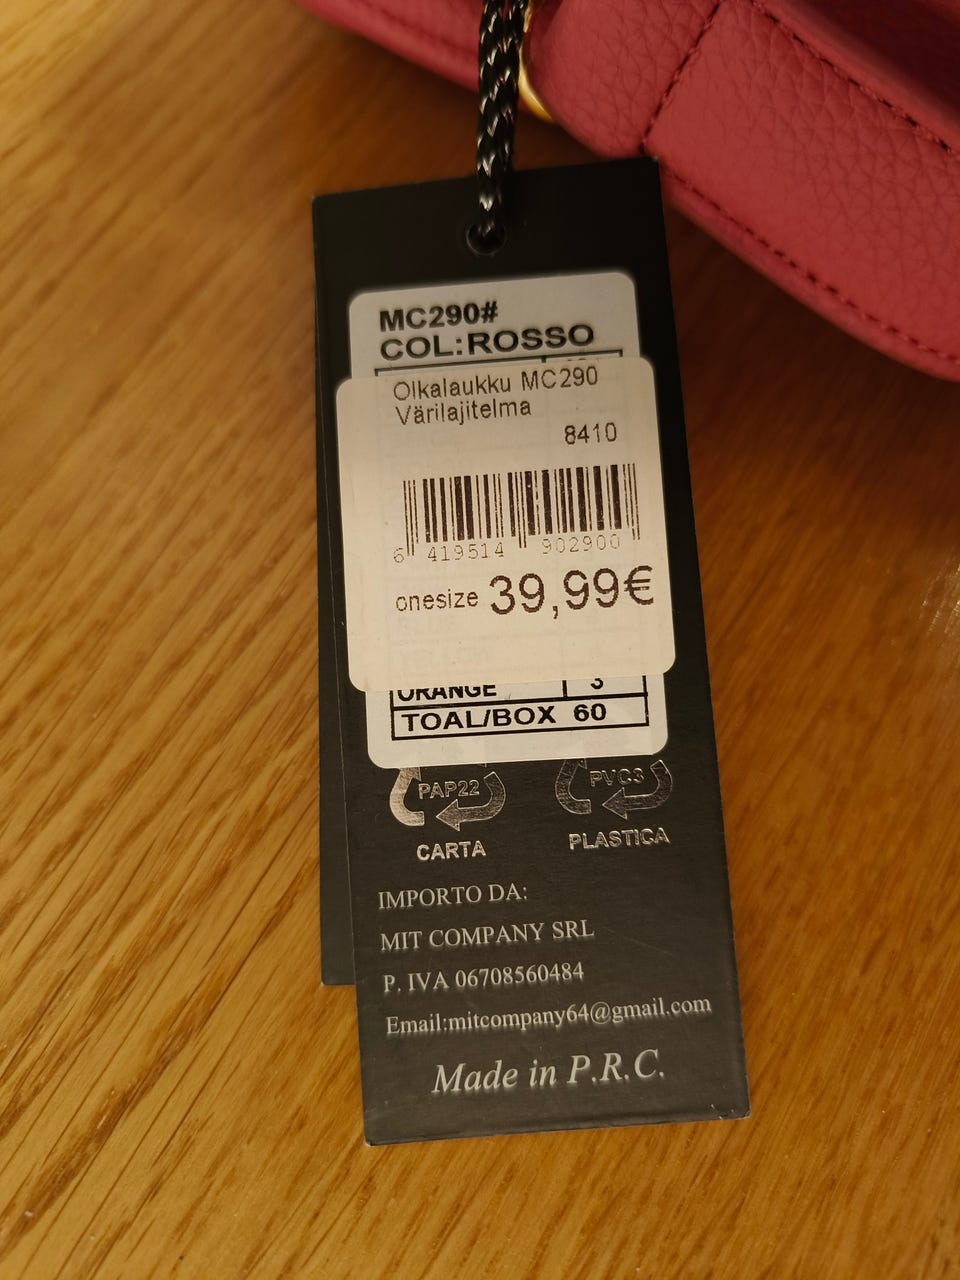 MC290#
COL:ROSSO
Olkalaukku MC290
Värilajitelma
8410
6 419514 902900
onesize 39,99€
ORANGE 3
TOAL/BOX 60
PAP22 PVC3
CARTA PLASTICA
IMPORTO DA:
MIT COMPANY SRL
P. IVA 06708560484
Email:mitcompany64@gmail.com
Made in P.R.C.